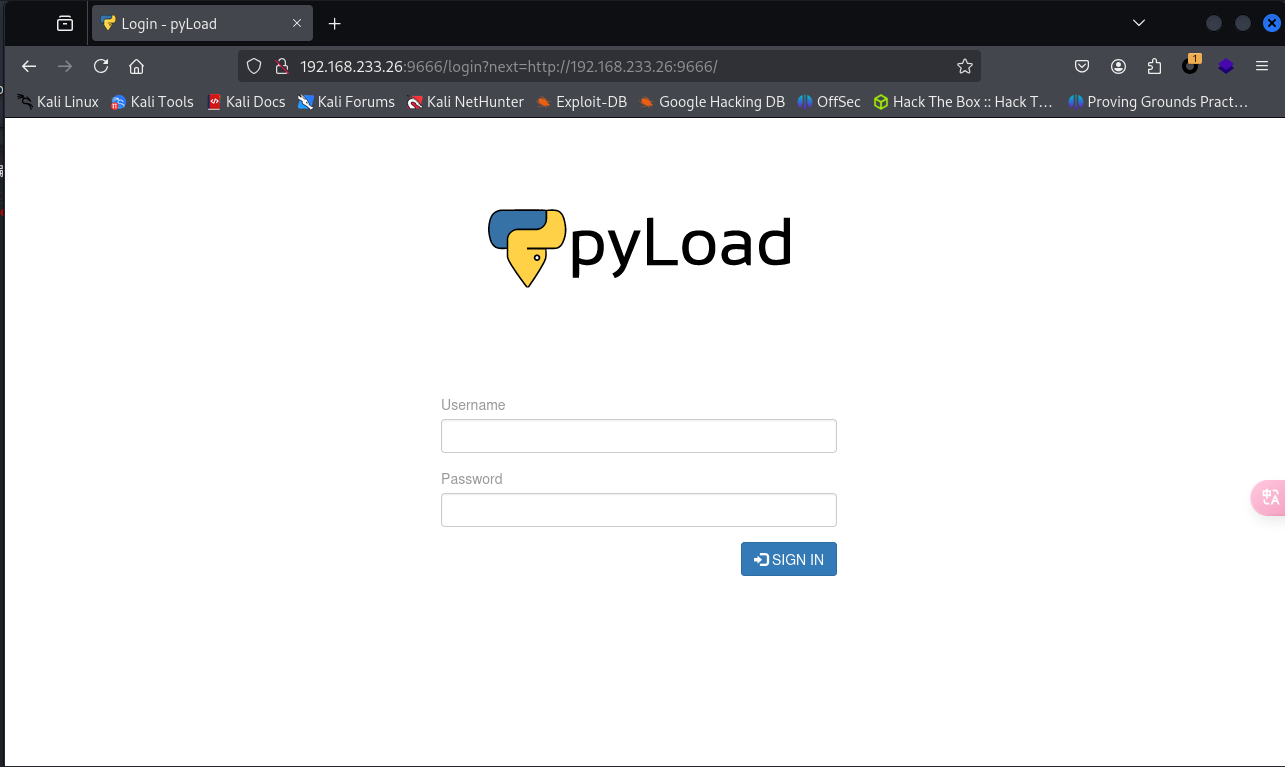 Login - pyLoad
192.168.233.26:9666/login?next=http://192.168.233.26:9666/
1
Kali Linux Kali Tools Kali Docs Kali Forums Kali NetHunter Exploit-DB Google Hacking DB OffSec Hack The Box :: Hack T… Proving Grounds Pract…
pyLoad
Username
Password
中A
SIGN IN